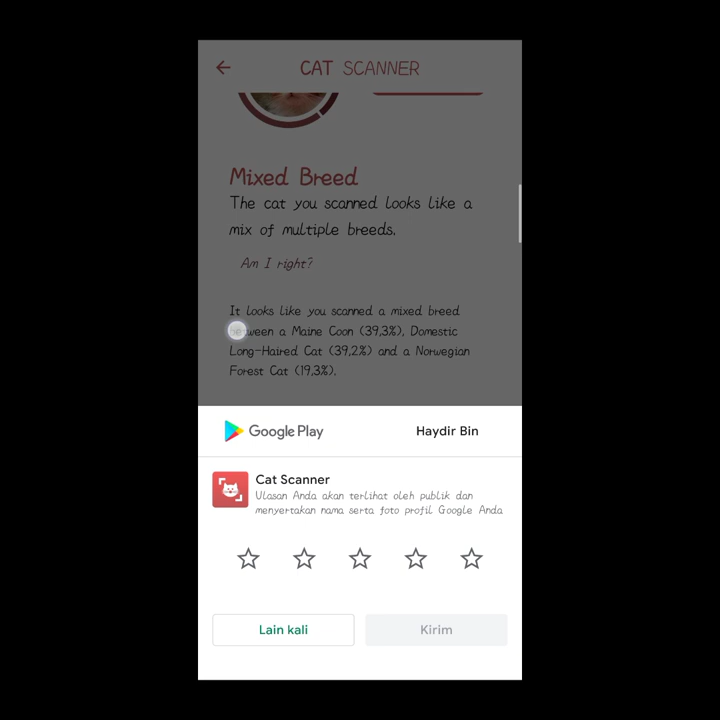 CAT SCANNER
Mixed Breed
The cat you scanned looks like a
mix of multiple breeds.
Am I right?
It looks like you scanned a mixed breed
between a Maine Coon (39,3%), Domestic
Long-Haired Cat (39,2%) and a Norwegian
Forest Cat (19,3%).
Google Play
Haydir Bin
Cat Scanner
Ulasan Anda akan terlihat oleh publik dan
menyertakan nama serta foto profil Google Anda
Lain kali
Kirim